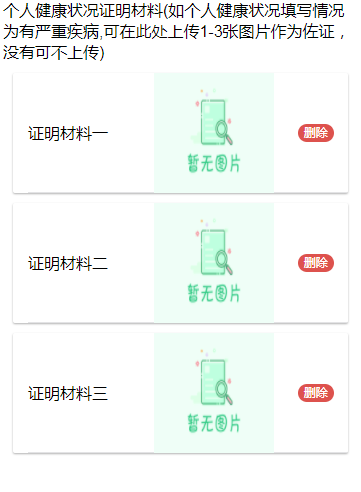 个人健康状况证明材料(如个人健康状况填写情况
为有严重疾病,可在此处上传1-3张图片作为佐证，
没有可不上传)
证明材料一
暂无图片
删除
证明材料二
暂无图片
删除
证明材料三
暂无图片
删除